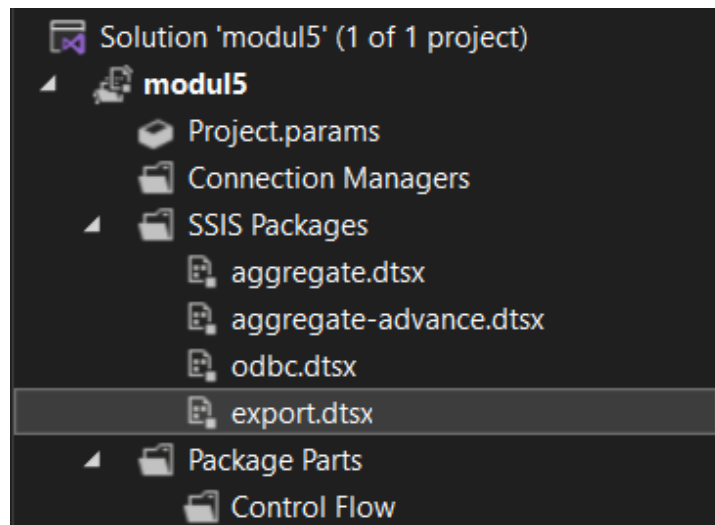 Solution 'modul5' (1 of 1 project)
modul5
Project.params
Connection Managers
SSIS Packages
aggregate.dtsx
aggregate-advance.dtsx
odbc.dtsx
export.dtsx
Package Parts
Control Flow